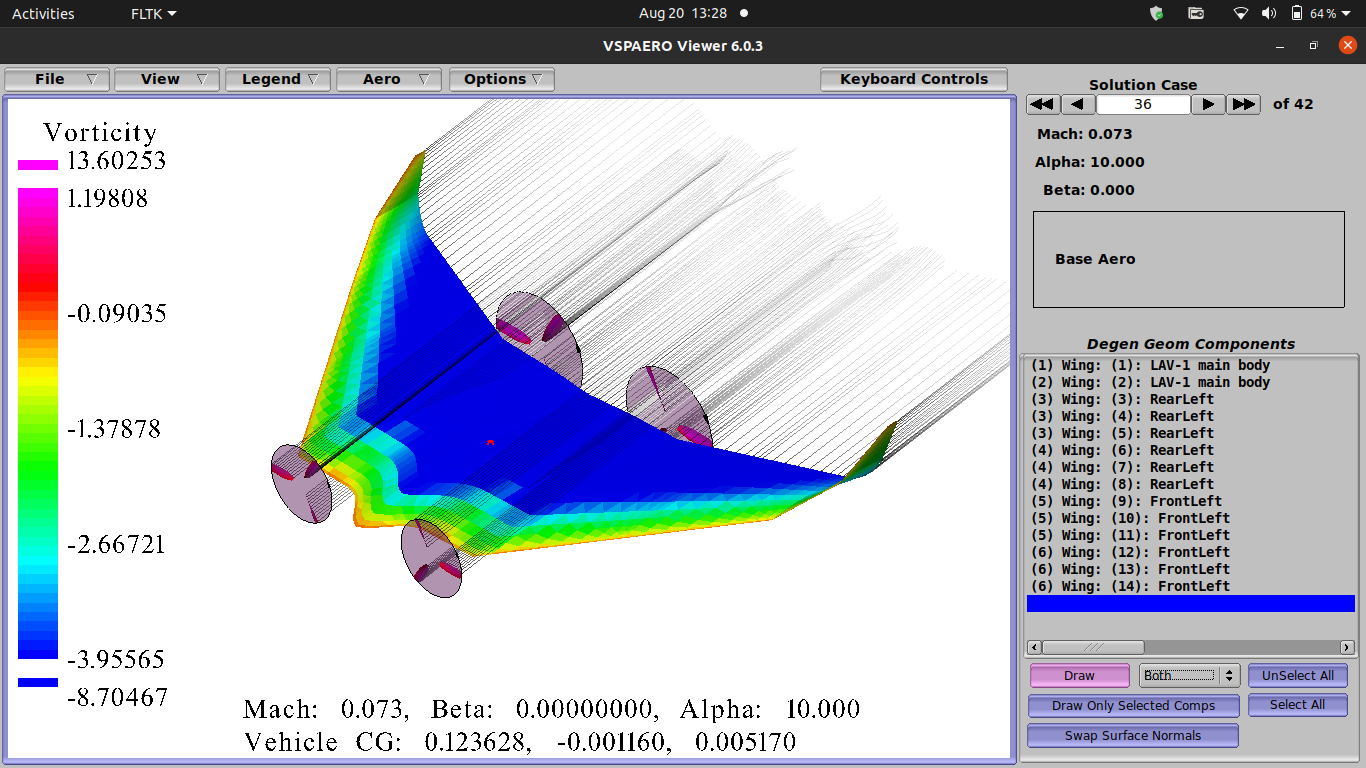 Activities FLTK Aug 20 13:28 64 %
VSPAERO Viewer 6.0.3
File View Legend Aero Options Keyboard Controls
Solution Case
36 of 42
Mach: 0.073
Alpha: 10.000
Beta: 0.000
Base Aero
Vorticity
13.60253
1.19808
-0.09035
-1.37878
-2.66721
-3.95565
-8.70467
Mach: 0.073, Beta: 0.00000000, Alpha: 10.000
Vehicle CG: 0.123628, -0.001160, 0.005170
Degen Geom Components
(1) Wing: (1): LAV-1 main body
(2) Wing: (2): LAV-1 main body
(3) Wing: (3): RearLeft
(3) Wing: (4): RearLeft
(3) Wing: (5): RearLeft
(4) Wing: (6): RearLeft
(4) Wing: (7): RearLeft
(4) Wing: (8): RearLeft
(5) Wing: (9): FrontLeft
(5) Wing: (10): FrontLeft
(5) Wing: (11): FrontLeft
(6) Wing: (12): FrontLeft
(6) Wing: (13): FrontLeft
(6) Wing: (14): FrontLeft
Draw Both UnSelect All
Draw Only Selected Comps Select All
Swap Surface Normals